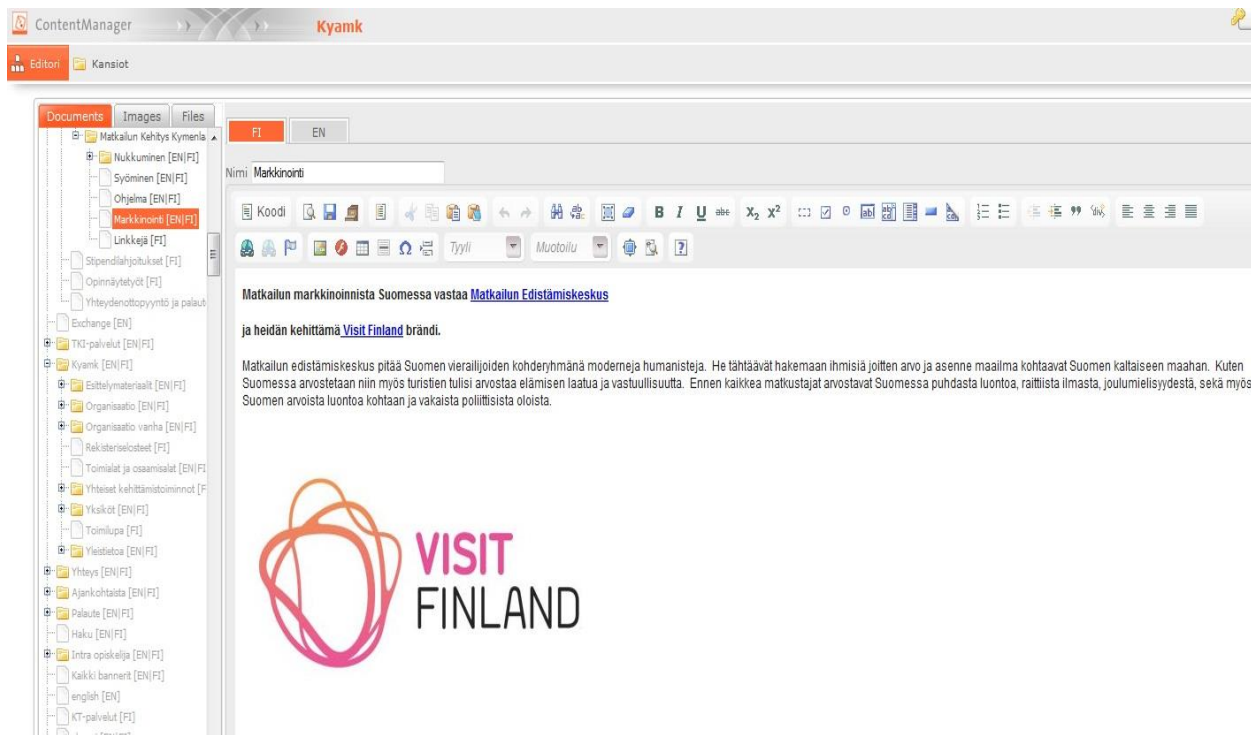 ContentManager
Kyamk
Editori
Kansiot
Documents Images Files
Matkailun Kehitys Kymenla
Nukkuminen [EN|FI]
Syöminen [EN|FI]
Ohjelma [EN|FI]
Markkinointi [EN|FI]
Linkkejä [FI]
Stipendilahjoitukset [FI]
Opinnäytetyöt [FI]
Yhteydenottopyyntö ja palaut
Exchange [EN]
TKI-palvelut [EN|FI]
Kyamk [EN|FI]
Esittelymateriaalit [EN|FI]
Organisaatio [EN|FI]
Organisaatio vanha [EN|FI]
Rekisteriselosteet [FI]
Toimialat ja osaamisalat [EN|FI
Yhteiset kehittämistoiminnot [F
Yksiköt [EN|FI]
Toimilupa [FI]
Yleistietoa [EN|FI]
Yhteys [EN|FI]
Ajankohtaista [EN|FI]
Palaute [EN|FI]
Haku [EN|FI]
Intra opiskelija [EN|FI]
Kaikki bannerit [EN|FI]
english [EN]
KT-palvelut [FI]
FI EN
Nimi Markkinointi
Koodi B I U abc X₂ X²
Tyyli Muotoilu
Matkailun markkinoinnista Suomessa vastaa Matkailun Edistämiskeskus
ja heidän kehittämä Visit Finland brändi.
Matkailun edistämiskeskus pitää Suomen vierailijoiden kohderyhmänä moderneja humanisteja. He tähtäävät hakemaan ihmisiä joitten arvo ja asenne maailma kohtaavat Suomen kaltaiseen maahan. Kuten
Suomessa arvostetaan niin myös turistien tulisi arvostaa elämisen laatua ja vastuullisuutta. Ennen kaikkea matkustajat arvostavat Suomessa puhdasta luontoa, raittiista ilmasta, joulumielisyydestä, sekä myös
Suomen arvoista luontoa kohtaan ja vakaista poliittisista oloista.
VISIT
FINLAND